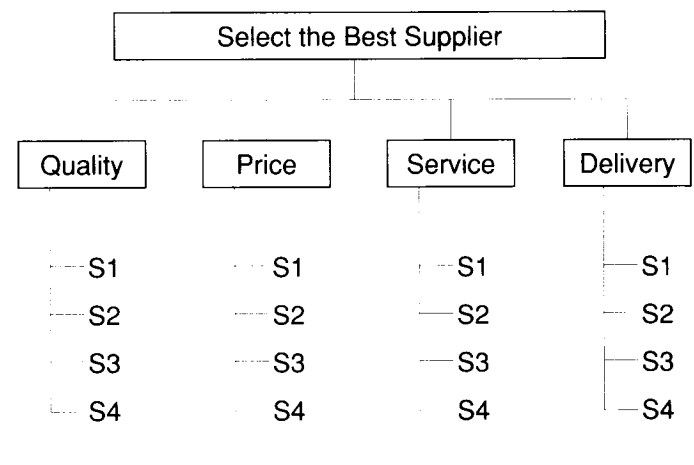 Select the Best Supplier
Quality Price Service Delivery
S1 S1 S1 S1
S2 S2 S2 S2
S3 S3 S3 S3
S4 S4 S4 S4